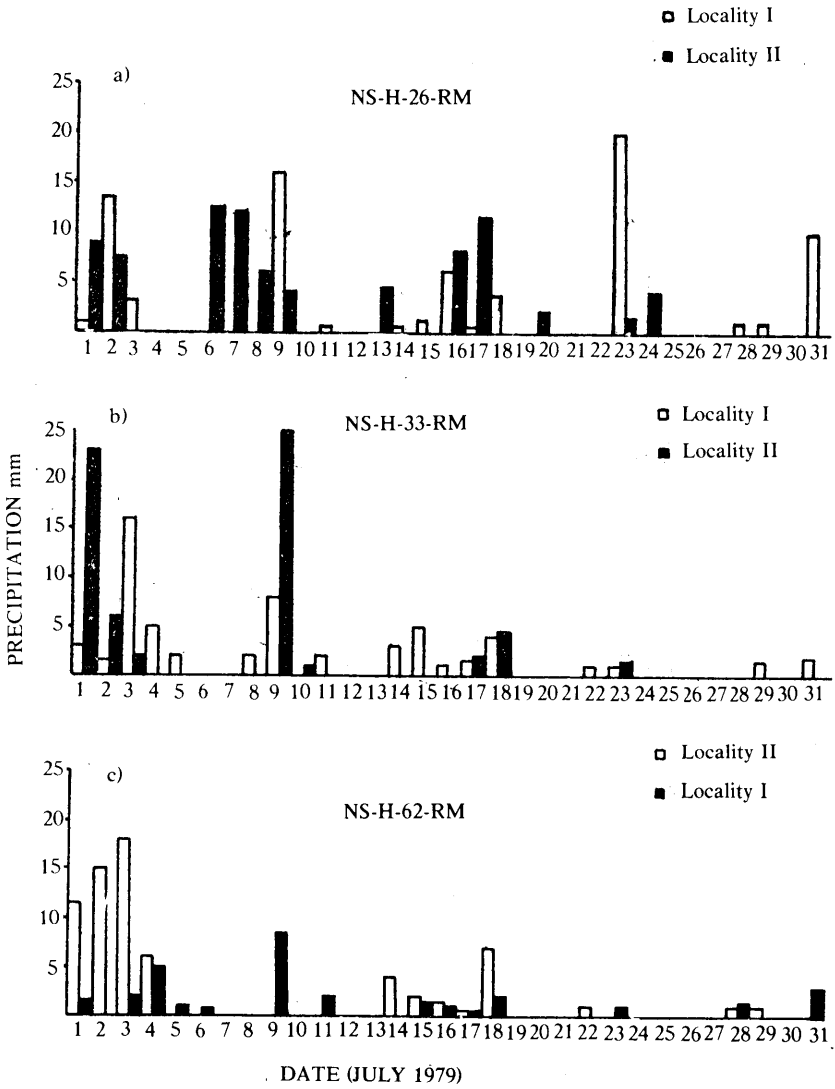 Locality I
Locality II
a)
NS-H-26-RM
25
20
15
10
5
1 2 3 4 5 6 7 8 9 10 11 12 13 14 15 16 17 18 19 20 21 22 23 24 25 26 27 28 29 30 31
b)
NS-H-33-RM
Locality I
Locality II
25
20
15
10
5
1 2 3 4 5 6 7 8 9 10 11 12 13 14 15 16 17 18 19 20 21 22 23 24 25 26 27 28 29 30 31
PRECIPITATION mm
c)
NS-H-62-RM
Locality II
Locality I
25
20
15
10
5
1 2 3 4 5 6 7 8 9 10 11 12 13 14 15 16 17 18 19 20 21 22 23 24 25 26 27 28 29 30 31
DATE (JULY 1979)